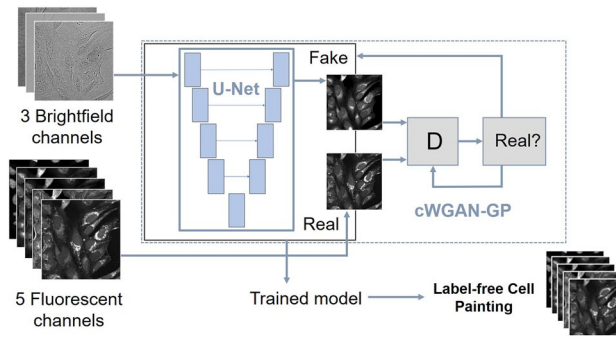 Fake
U-Net
3 Brightfield
channels
D
Real?
cWGAN-GP
Real
5 Fluorescent
channels
Trained model
Label-free Cell
Painting